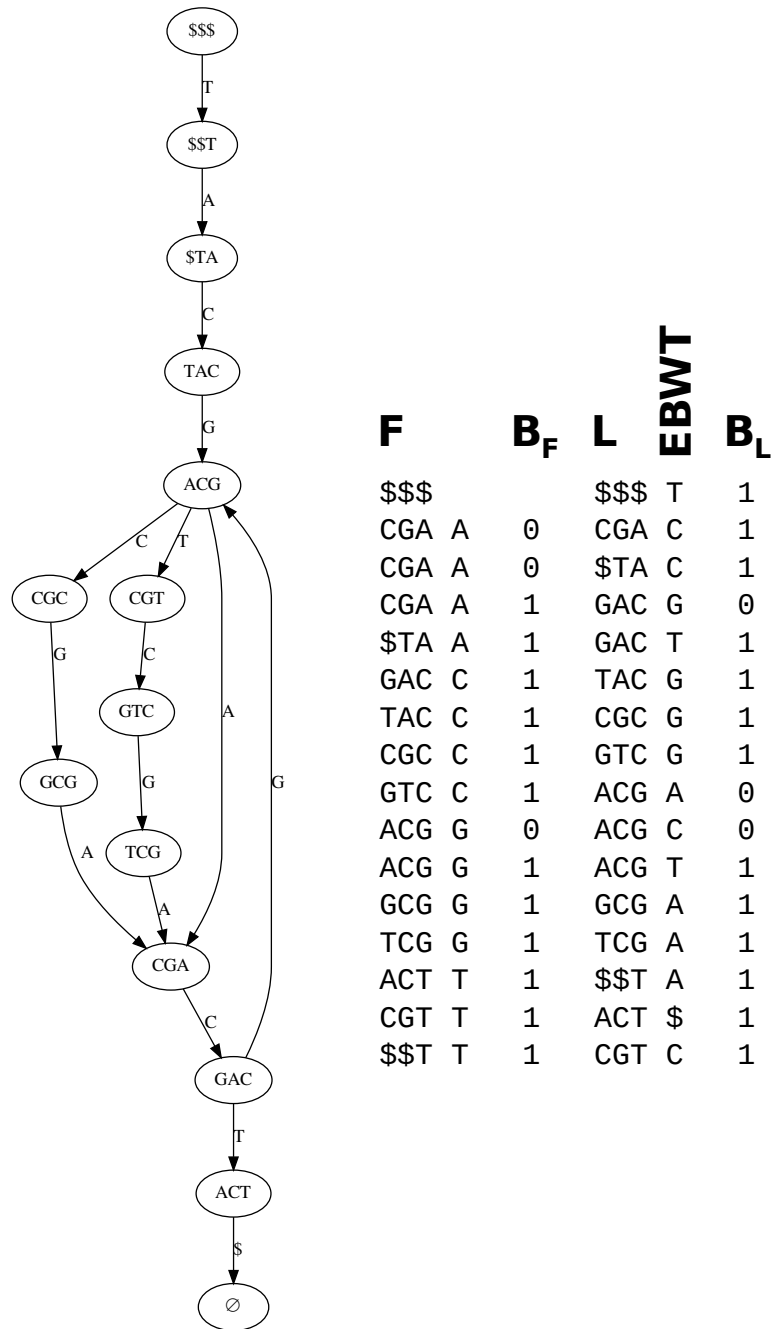 $$$
T
$$T
A
$TA
C
TAC
G
ACG
C T
CGC CGT
G C A G
GTC
G
GCG
TCG
A
A
CGA
C
GAC
T
ACT
$
∅
F B_F L EBWT B_L
$$$ $$$ T 1
CGA A 0 CGA C 1
CGA A 0 $TA C 1
CGA A 1 GAC G 0
$TA A 1 GAC T 1
GAC C 1 TAC G 1
TAC C 1 CGC G 1
CGC C 1 GTC G 1
GTC C 1 ACG A 0
ACG G 0 ACG C 0
ACG G 1 ACG T 1
GCG G 1 GCG A 1
TCG G 1 TCG A 1
ACT T 1 $$T A 1
CGT T 1 ACT $ 1
$$T T 1 CGT C 1